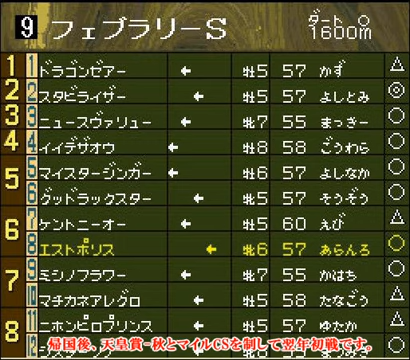 9 フェブラリーS ダート 1600m
1 1 ドラゴンゼアー ← 牡5 57 かず △
2 2 スタビライザー ← 牡5 57 よしとみ ◎
3 3 ニュースヴァリュー ← 牝7 55 まっきー ○
4 4 イイデザオウ ← 牡8 58 ごうわら ○
5 5 マイスタージンガー ← 牡6 57 よしなか ○
6 グッドラックスター ← 牡5 57 そうぞう ○
6 7 ケントニーオー ← 牡5 60 えび △
8 エストポリス ← 牝6 57 あらんろ ○
7 9 ミシノフラワー ← 牝7 55 かはち ○
10 マチカネアレグロ ← 牡5 58 たなごう △
8 11 ニホンピロプリンス ← 牡5 57 ゆたか △
12
帰国後、天皇賞-秋とマイルCSを制して翌年初戦です。